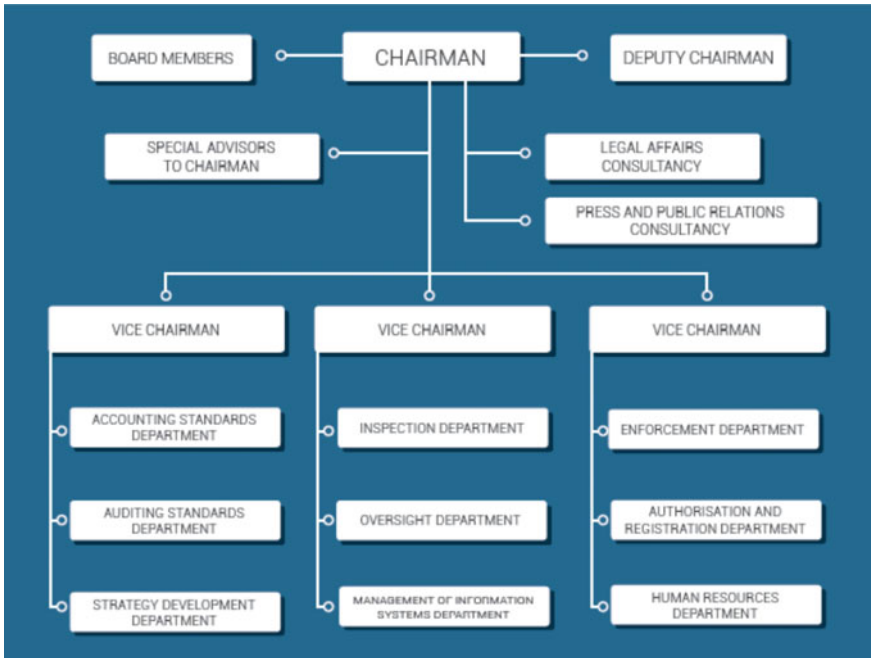 BOARD MEMBERS
CHAIRMAN
DEPUTY CHAIRMAN
SPECIAL ADVISORS
TO CHAIRMAN
LEGAL AFFAIRS
CONSULTANCY
PRESS AND PUBLIC RELATIONS
CONSULTANCY
VICE CHAIRMAN
VICE CHAIRMAN
VICE CHAIRMAN
ACCOUNTING STANDARDS
DEPARTMENT
INSPECTION DEPARTMENT
ENFORCEMENT DEPARTMENT
AUDITING STANDARDS
DEPARTMENT
OVERSIGHT DEPARTMENT
AUTHORISATION AND
REGISTRATION DEPARTMENT
STRATEGY DEVELOPMENT
DEPARTMENT
MANAGEMENT OF INFORMATION
SYSTEMS DEPARTMENT
HUMAN RESOURCES
DEPARTMENT